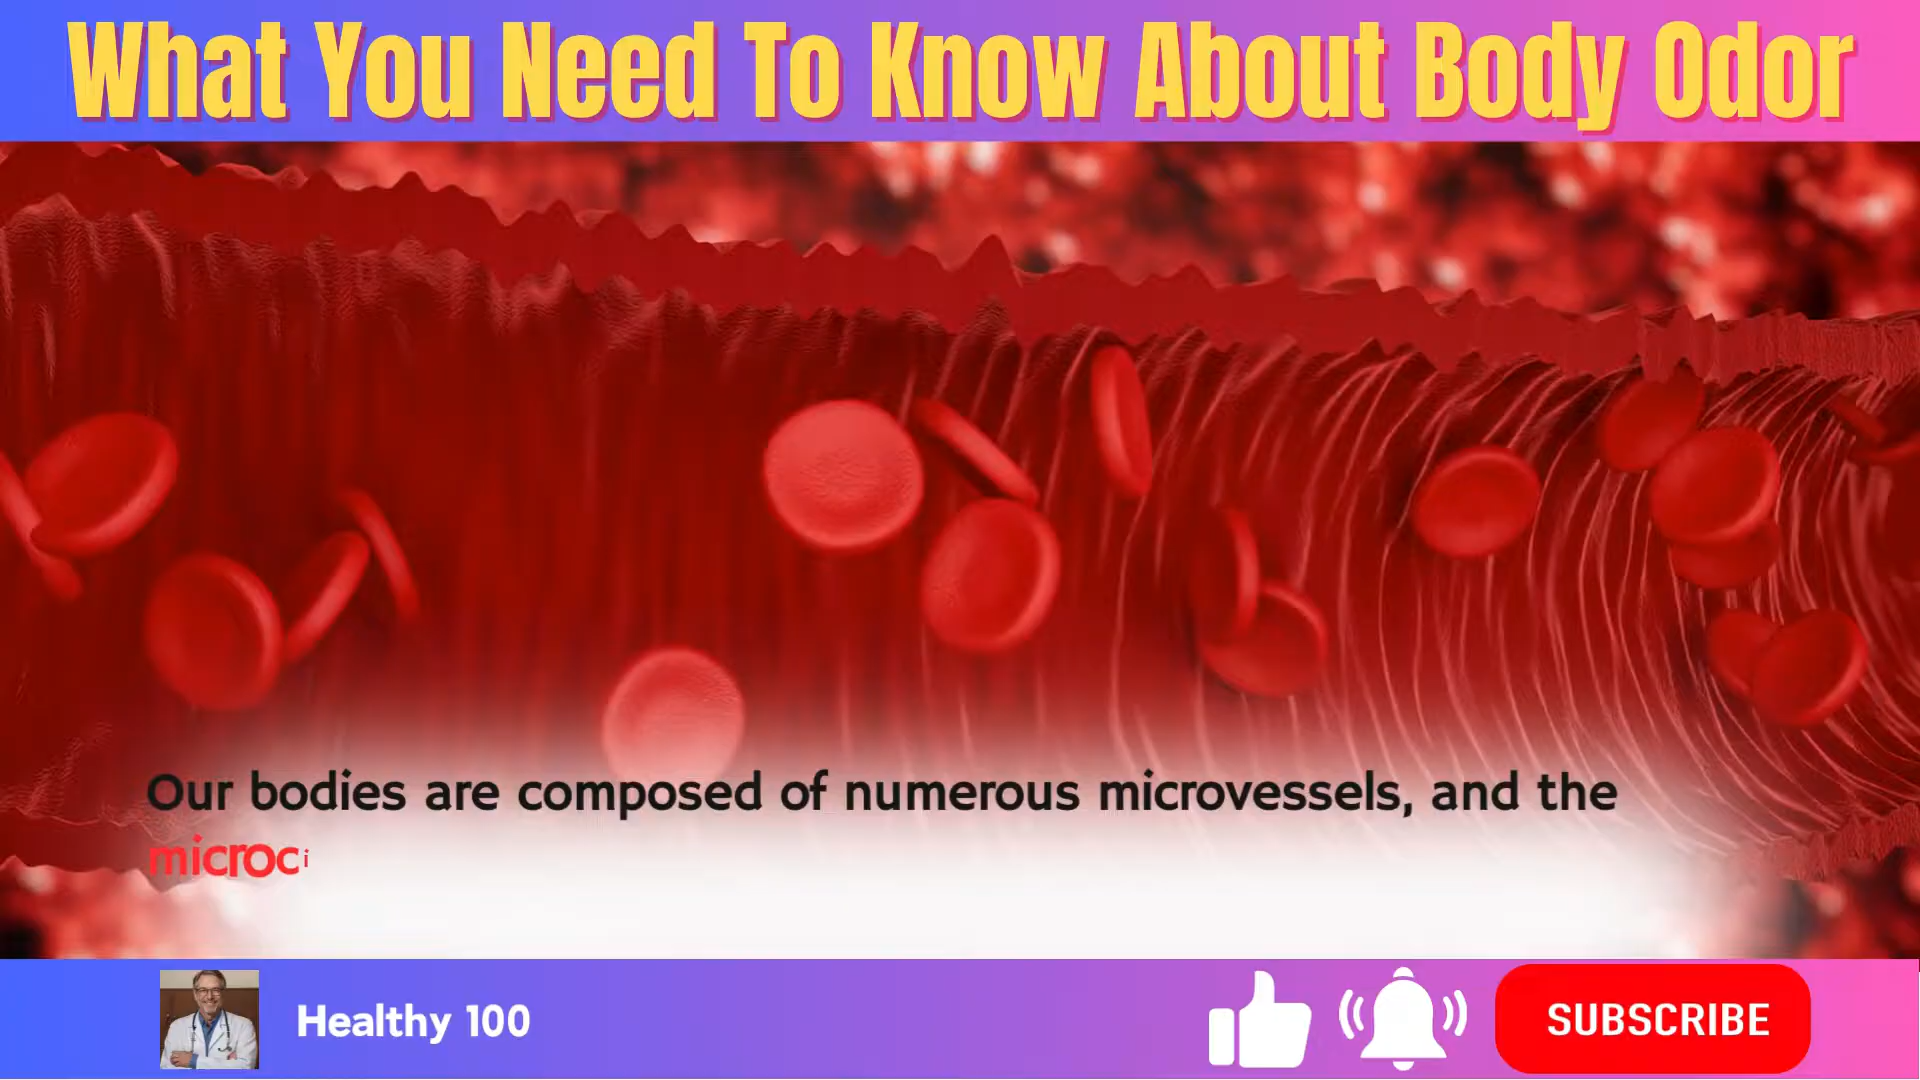 What You Need To Know About Body Odor
Our bodies are composed of numerous microvessels, and the
microci
Healthy 100
SUBSCRIBE